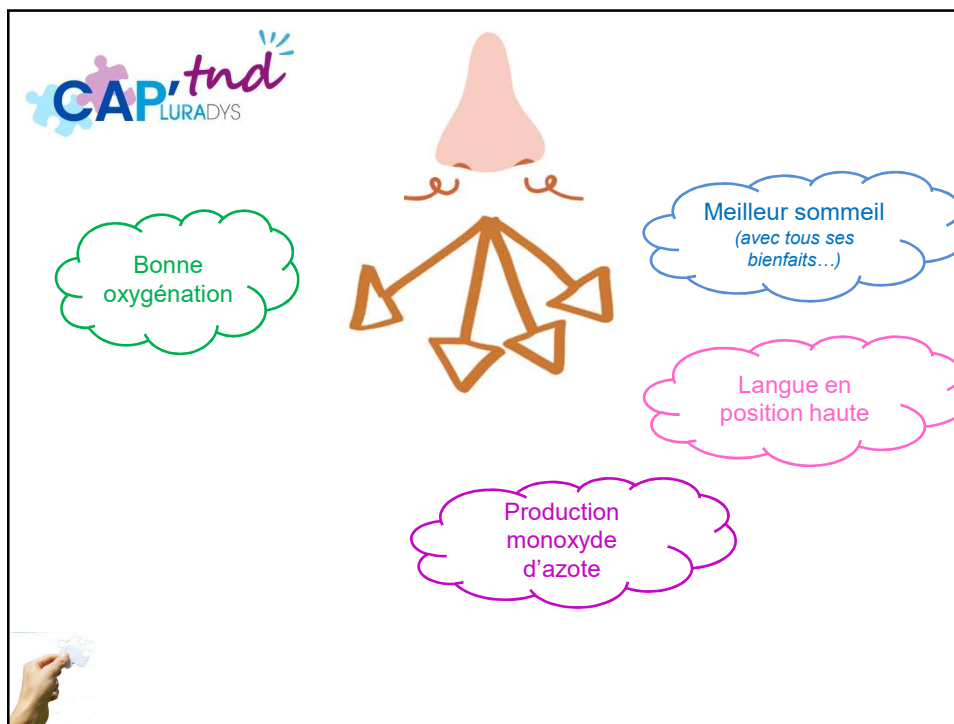 CAP'tnd
LURADYS
Meilleur sommeil
(avec tous ses
bienfaits…)
Bonne
oxygénation
Langue en
position haute
Production
monoxyde
d'azote